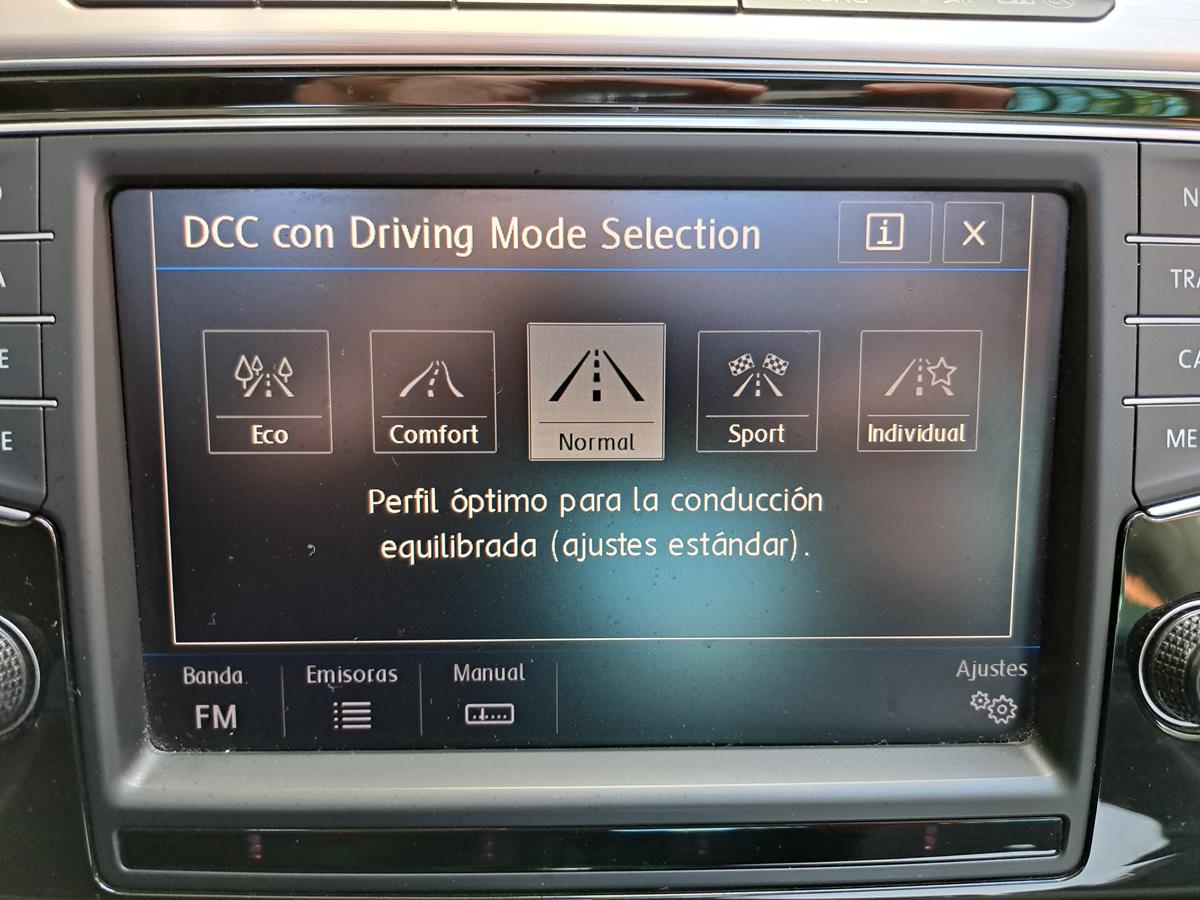 DCC con Driving Mode Selection
i
X
Eco
Comfort
Normal
Sport
Individual
Perfil óptimo para la conducción
equilibrada (ajustes estándar).
Banda
Emisoras
Manual
Ajustes
FM